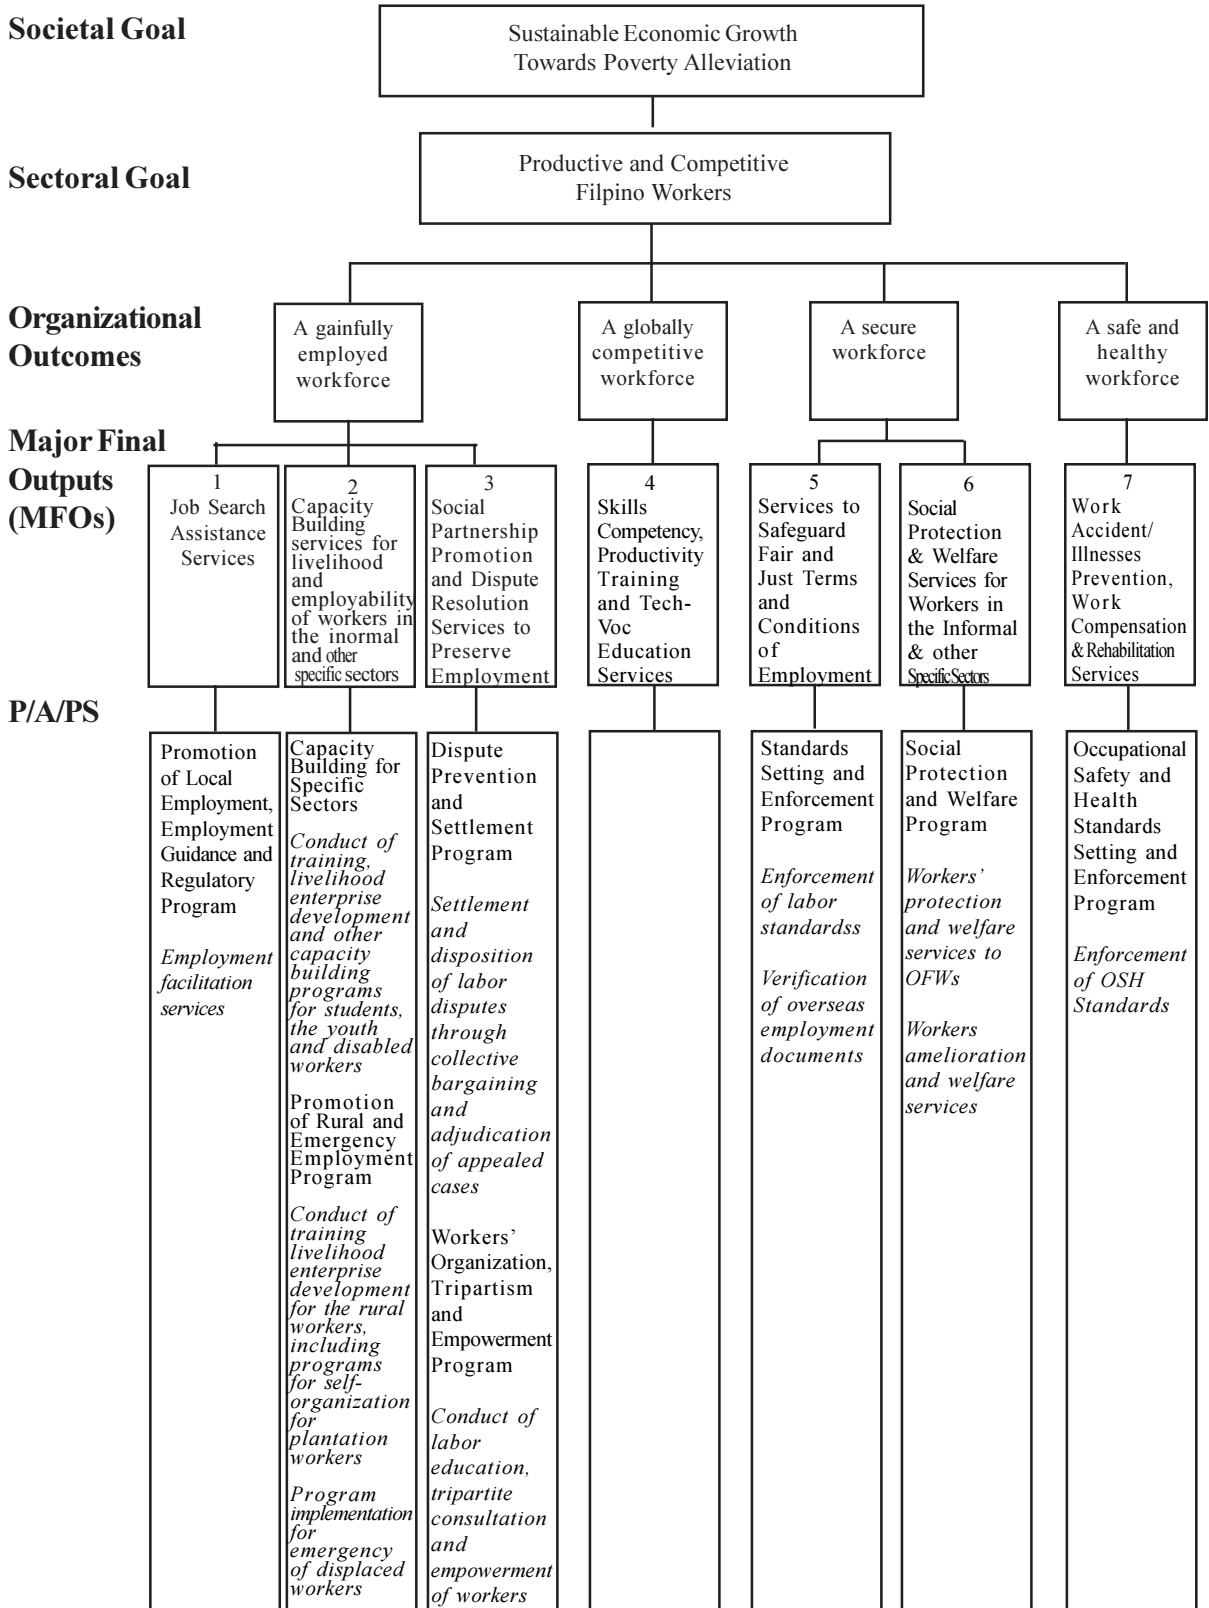 Societal Goal
Sustainable Economic Growth
Towards Poverty Alleviation
Sectoral Goal
Productive and Competitive
Filpino Workers
Organizational
Outcomes
A gainfully
employed
workforce
A globally
competitive
workforce
A secure
workforce
A safe and
healthy
workforce
Major Final
Outputs
(MFOs)
1
Job Search
Assistance
Services
2
Capacity
Building
services for
livelihood
and
employability
of workers in
the inormal
and other
specific sectors
3
Social
Partnership
Promotion
and Dispute
Resolution
Services to
Preserve
Employment
4
Skills
Competency,
Productivity
Training
and Tech-
Voc
Education
Services
5
Services to
Safeguard
Fair and
Just Terms
and
Conditions
of
Employment
6
Social
Protection
& Welfare
Services for
Workers in
the Informal
& other
Specific Sectors
7
Work
Accident/
Illnesses
Prevention,
Work
Compensation
& Rehabilitation
Services
P/A/PS
Promotion
of Local
Employment,
Employment
Guidance and
Regulatory
Program
Employment
facilitation
services
Capacity
Building for
Specific
Sectors
Conduct of
training,
livelihood
enterprise
development
and other
capacity
building
programs
for students,
the youth
and disabled
workers
Promotion
of Rural and
Emergency
Employment
Program
Conduct of
training
livelihood
enterprise
development
for the rural
workers,
including
programs
for self-
organization
for
plantation
workers
Program
implementation
for
emergency
of displaced
workers
Dispute
Prevention
and
Settlement
Program
Settlement
and
disposition
of labor
disputes
through
collective
bargaining
and
adjudication
of appealed
cases
Workers'
Organization,
Tripartism
and
Empowerment
Program
Conduct of
labor
education,
tripartite
consultation
and
empowerment
of workers
Standards
Setting and
Enforcement
Program
Enforcement
of labor
standardss
Verification
of overseas
employment
documents
Social
Protection
and Welfare
Program
Workers'
protection
and welfare
services to
OFWs
Workers
amelioration
and welfare
services
Occupational
Safety and
Health
Standards
Setting and
Enforcement
Program
Enforcement
of OSH
Standards